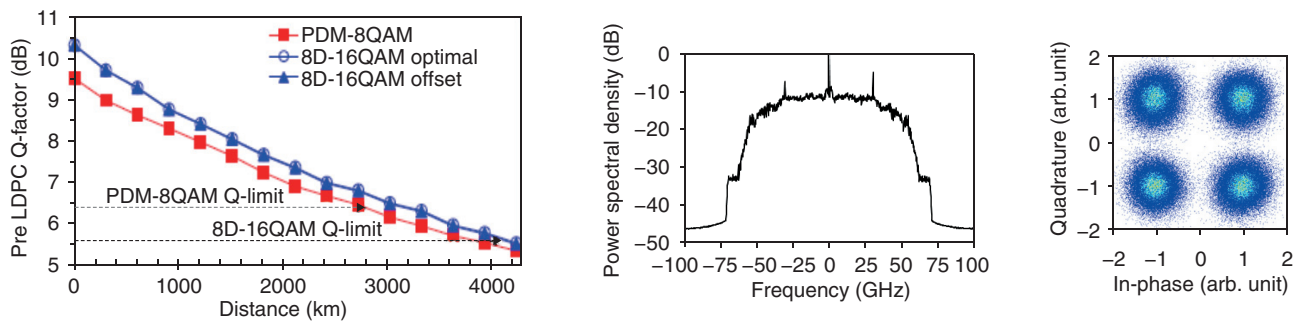 Pre LDPC Q-factor (dB)
11
10
9
8
7
6
5
PDM-8QAM
8D-16QAM optimal
8D-16QAM offset
PDM-8QAM Q-limit
8D-16QAM Q-limit
0 1000 2000 3000 4000
Distance (km)
Power spectral density (dB)
0
−10
−20
−30
−40
−50
−100 −75 −50 −25 0 25 50 75 100
Frequency (GHz)
Quadrature (arb.unit)
2
1
0
−1
−2
−2 −1 0 1 2
In-phase (arb. unit)